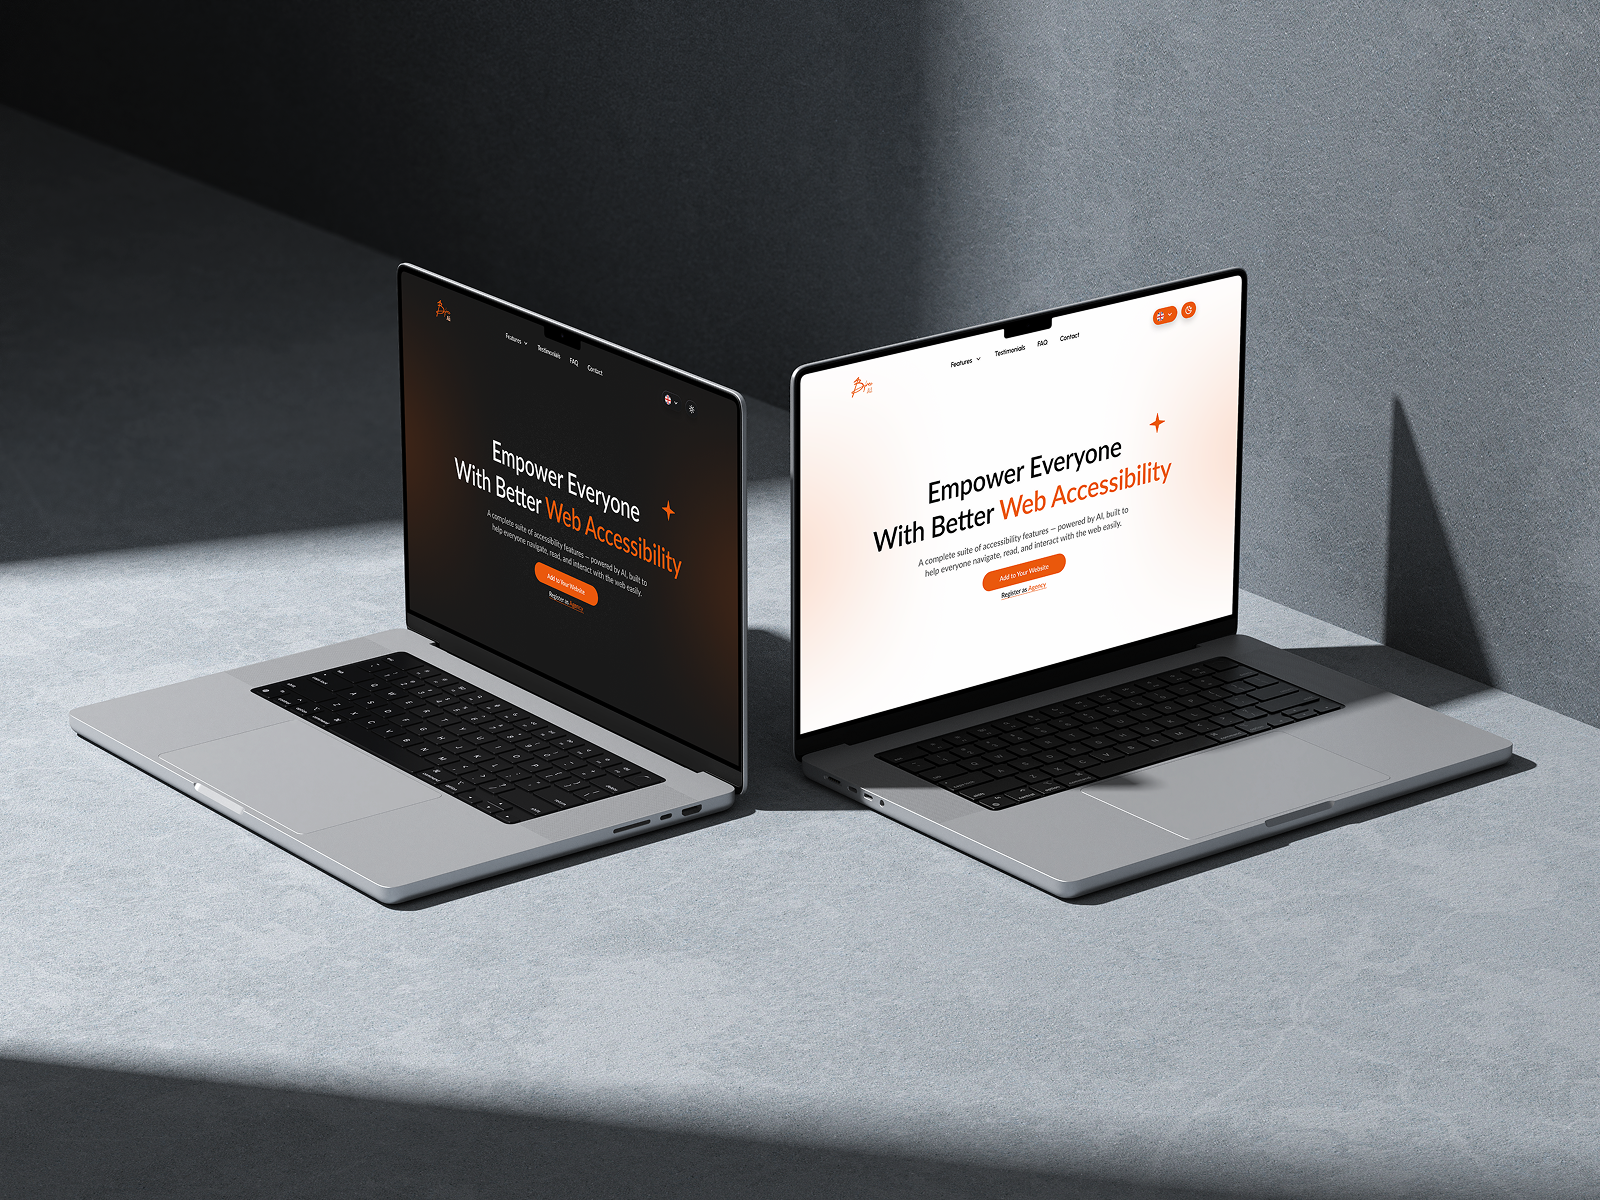 Features
Testimonials
FAQ
Contact
Empower Everyone
With Better Web Accessibility
A complete suite of accessibility features — powered by AI, built to
help everyone navigate, read, and interact with the web easily.
Add to Your Website
Register as Agency
Features
Testimonials
FAQ
Contact
Empower Everyone
With Better Web Accessibility
A complete suite of accessibility features — powered by AI, built to
help everyone navigate, read, and interact with the web easily.
Add to Your Website
Register as Agency